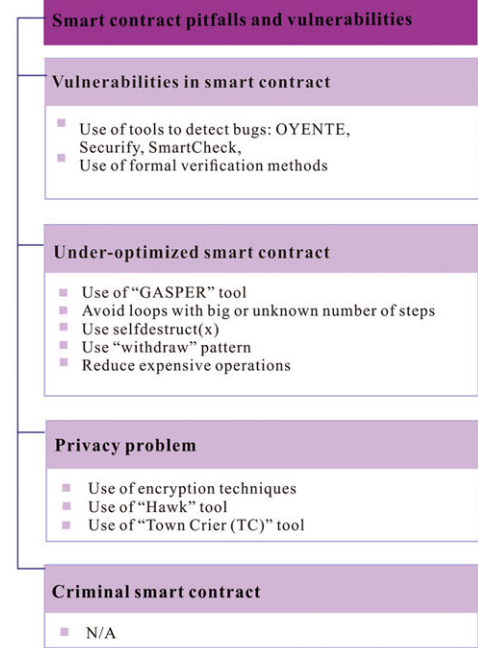 Smart contract pitfalls and vulnerabilities
Vulnerabilities in smart contract
Use of tools to detect bugs: OYENTE,
Securify, SmartCheck,
Use of formal verification methods
Under-optimized smart contract
Use of “GASPER” tool
Avoid loops with big or unknown number of steps
Use selfdestruct(x)
Use “withdraw” pattern
Reduce expensive operations
Privacy problem
Use of encryption techniques
Use of “Hawk” tool
Use of “Town Crier (TC)” tool
Criminal smart contract
N/A